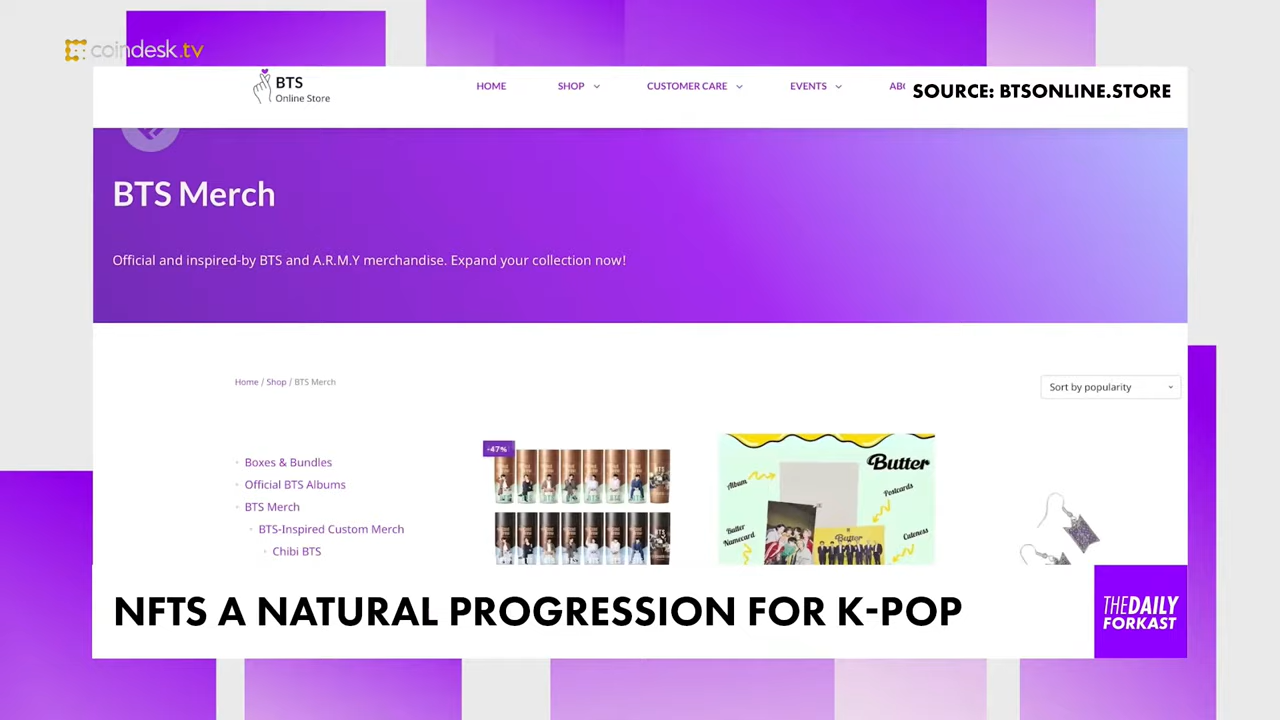 coindesk.tv
BTS
Online Store
HOME
SHOP
CUSTOMER CARE
EVENTS
SOURCE: BTSONLINE.STORE
BTS Merch
Official and inspired-by BTS and A.R.M.Y merchandise. Expand your collection now!
Home / Shop / BTS Merch
Sort by popularity
Boxes & Bundles
Official BTS Albums
BTS Merch
BTS-Inspired Custom Merch
Chibi BTS
-47%
BTS
BTS
Butter
Album
Postcards
Butter
Namecard
Butter
Cuteness
NFTS A NATURAL PROGRESSION FOR K-POP
THE DAILY
FORKAST